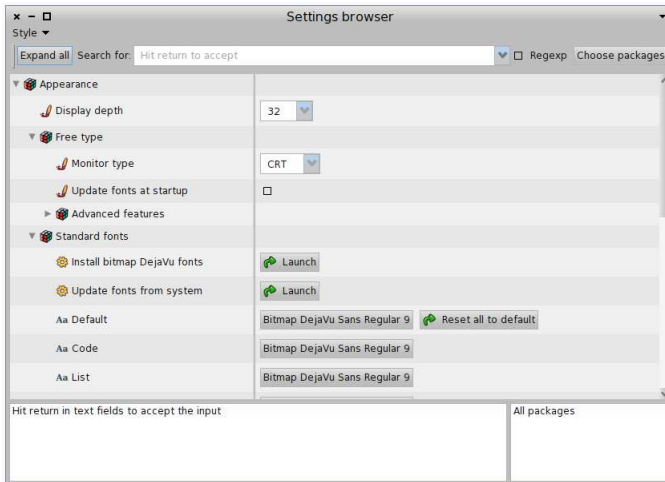 Settings browser
Style
Expand all Search for: Hit return to accept Regexp Choose packages
Appearance
Display depth 32
Free type
Monitor type CRT
Update fonts at startup
Advanced features
Standard fonts
Install bitmap DejaVu fonts Launch
Update fonts from system Launch
Aa Default Bitmap DejaVu Sans Regular 9 Reset all to default
Aa Code Bitmap DejaVu Sans Regular 9
Aa List Bitmap DejaVu Sans Regular 9
Hit return in text fields to accept the input All packages